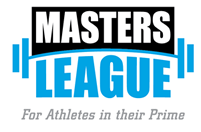 MASTERS
LEAGUE
For Athletes in their Prime